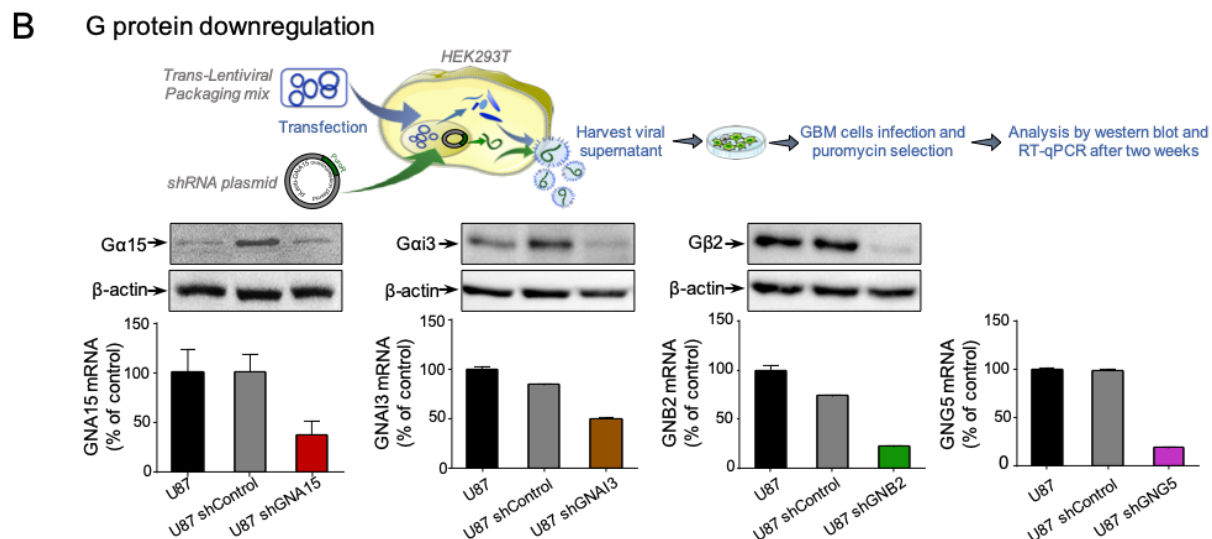 B G protein downregulation
HEK293T
Trans-Lentiviral
Packaging mix
Transfection
shRNA plasmid
PuroR
Harvest viral
supernatant
GBM cells infection and
puromycin selection
Analysis by western blot and
RT-qPCR after two weeks
Gα15
β-actin
Gαi3
β-actin
Gβ2
β-actin
GNA15 mRNA
(% of control)
150
100
50
0
U87
U87 shControl
U87 shGNA15
GNAI3 mRNA
(% of control)
150
100
50
0
U87
U87 shControl
U87 shGNAI3
GNB2 mRNA
(% of control)
150
100
50
0
U87
U87 shControl
U87 shGNB2
GNG5 mRNA
(% of control)
150
100
50
0
U87
U87 shControl
U87 shGNG5